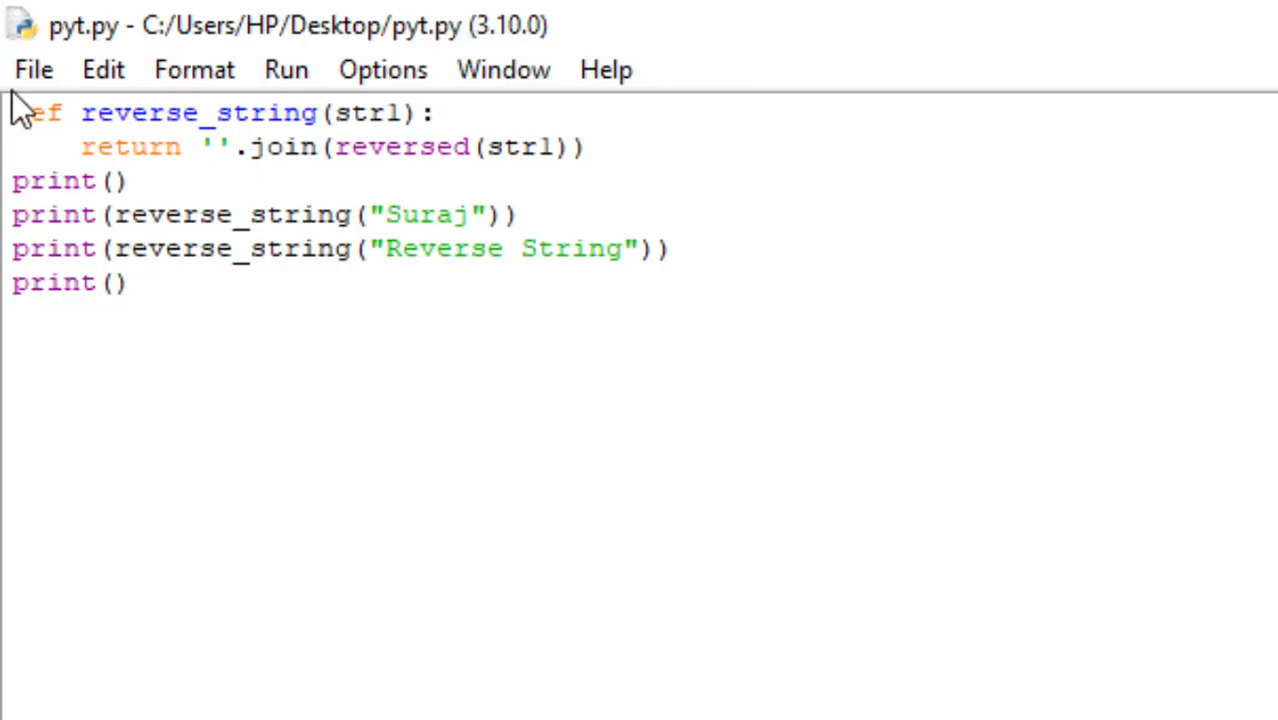 pyt.py - C:/Users/HP/Desktop/pyt.py (3.10.0)
File Edit Format Run Options Window Help
def reverse_string(str1):
    return ''.join(reversed(str1))
print()
print(reverse_string("Suraj"))
print(reverse_string("Reverse String"))
print()